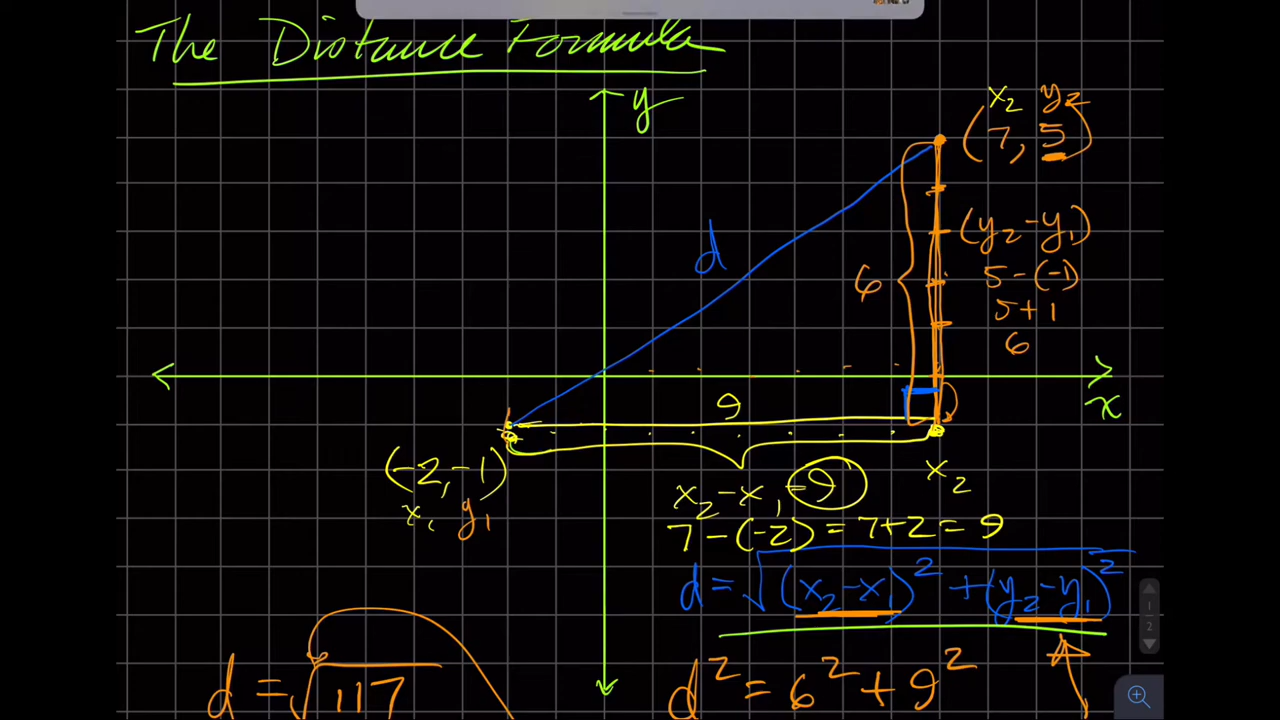 The Distance Formula
y
x₂ y₂
(7, 5)
d
(y₂-y₁)
5-(-1)
6
5+1
6
x
9
(-2,-1)
x₁ y₁
x₂
x₂-x₁=9
7-(-2)=7+2=9
d=√(x₂-x₁)²+(y₂-y₁)²
d=√117
d²=6²+9²
1
2